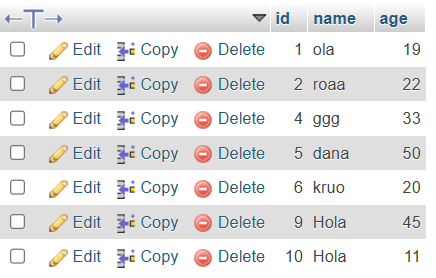 id name age
Edit Copy Delete 1 ola 19
Edit Copy Delete 2 roaa 22
Edit Copy Delete 4 ggg 33
Edit Copy Delete 5 dana 50
Edit Copy Delete 6 kruo 20
Edit Copy Delete 9 Hola 45
Edit Copy Delete 10 Hola 11